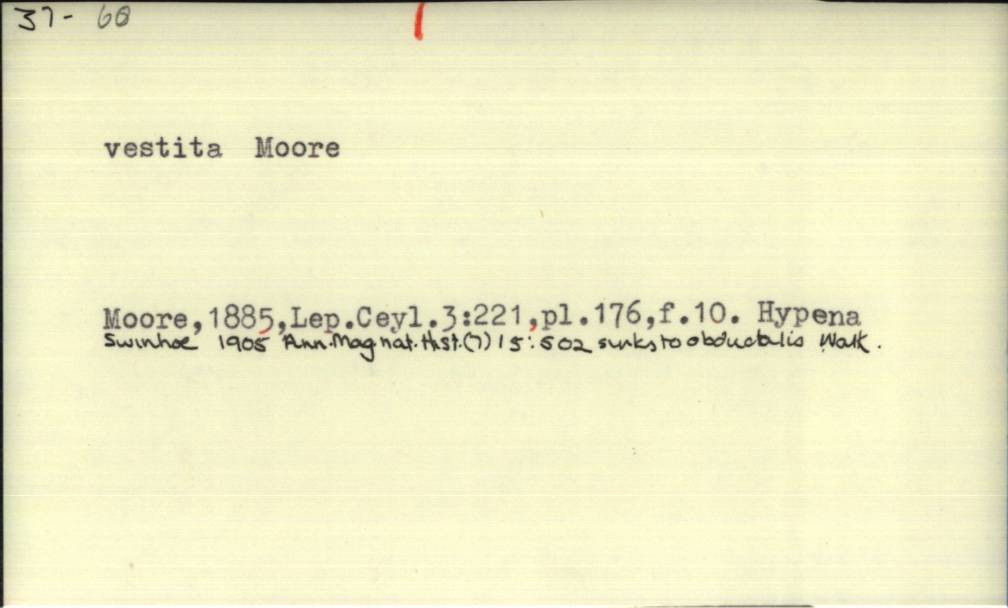 37- 60
vestita Moore
Moore,1885,Lep.Ceyl.3:221,pl.176,f.10. Hypena
Swinhoe 1905 Ann.Mag nat.Hist.(7)15:502 sinks to obductalis Walk.